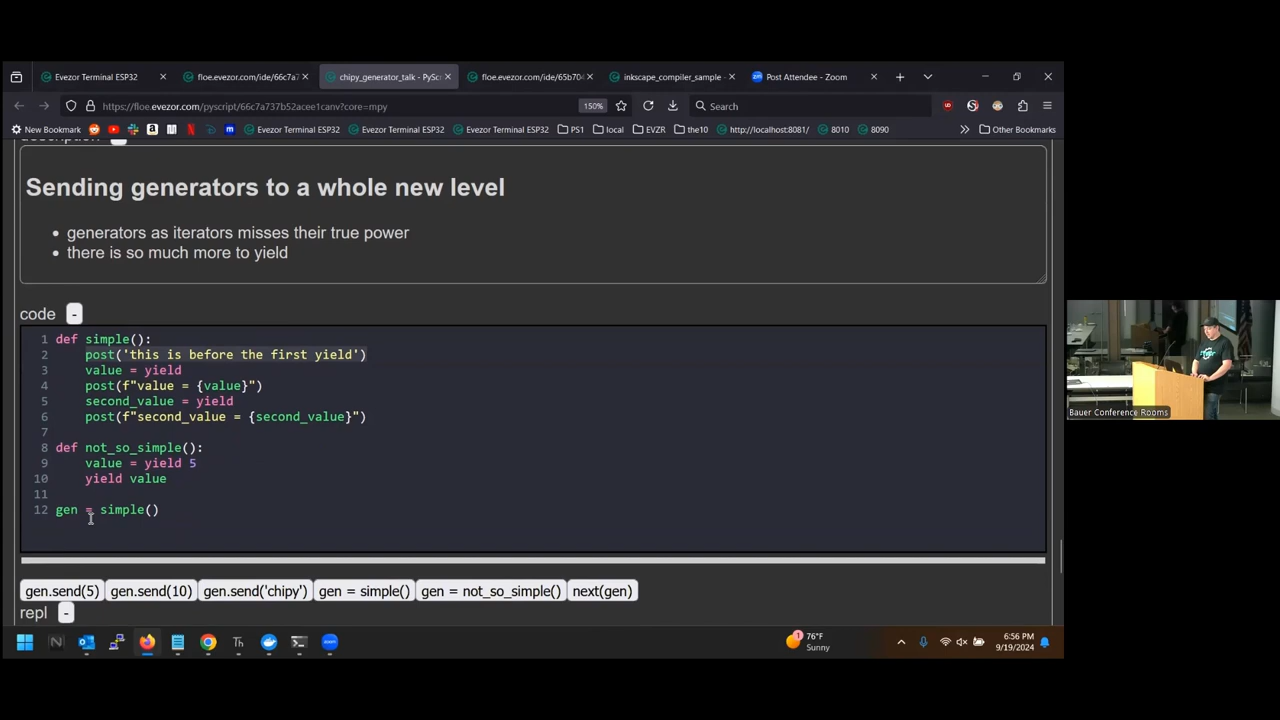 Evezor Terminal ESP32
floe.evezor.com/ide/66c7a7
chipy_generator_talk - PyScri
floe.evezor.com/ide/65b704
inkscape_compiler_sample -
Post Attendee - Zoom
https://floe.evezor.com/pyscript/66c7a737b52acee1canv?core=mpy
150%
Search
New Bookmark
Evezor Terminal ESP32
Evezor Terminal ESP32
Evezor Terminal ESP32
PS1
local
EVZR
the10
http://localhost:8081/
8010
8090
Other Bookmarks
description
Sending generators to a whole new level
generators as iterators misses their true power
there is so much more to yield
code -
1 def simple():
2 post('this is before the first yield')
3 value = yield
4 post(f"value = {value}")
5 second_value = yield
6 post(f"second_value = {second_value}")
7
8 def not_so_simple():
9 value = yield 5
10 yield value
11
12 gen = simple()
gen.send(5) gen.send(10) gen.send('chipy') gen = simple() gen = not_so_simple() next(gen)
repl -
Bauer Conference Rooms
76°F
Sunny
6:56 PM
9/19/2024